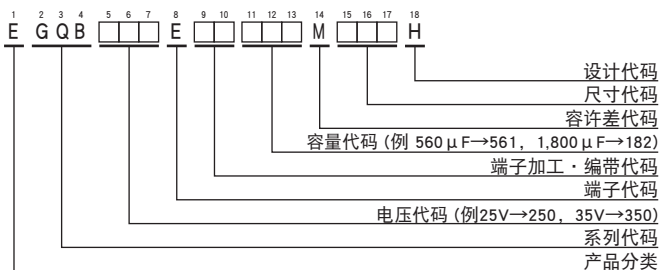 1 2 3 4 5 6 7 8 9 10 11 12 13 14 15 16 17 18
E GQB □□□ E □□ □□□ M □□□ H
设计代码
尺寸代码
容许差代码
容量代码 (例 560μF→561, 1,800μF→182)
端子加工・编带代码
端子代码
电压代码 (例25V→250, 35V→350)
系列代码
产品分类